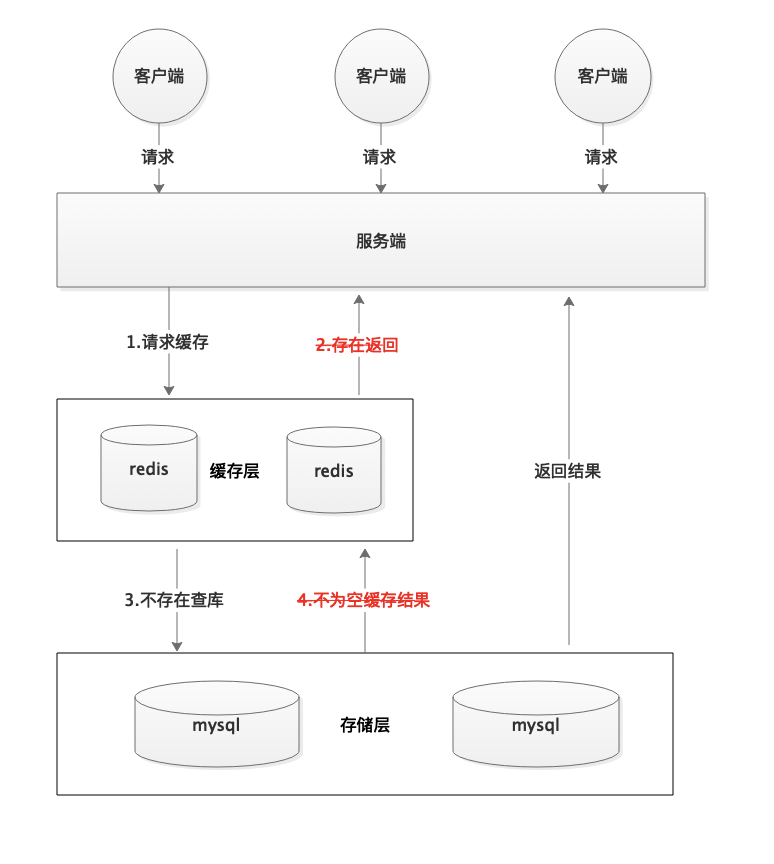 客户端
客户端
客户端
请求
请求
请求
服务端
1.请求缓存
2.存在返回
redis
缓存层
redis
返回结果
3.不存在查库
4.不为空缓存结果
mysql
存储层
mysql